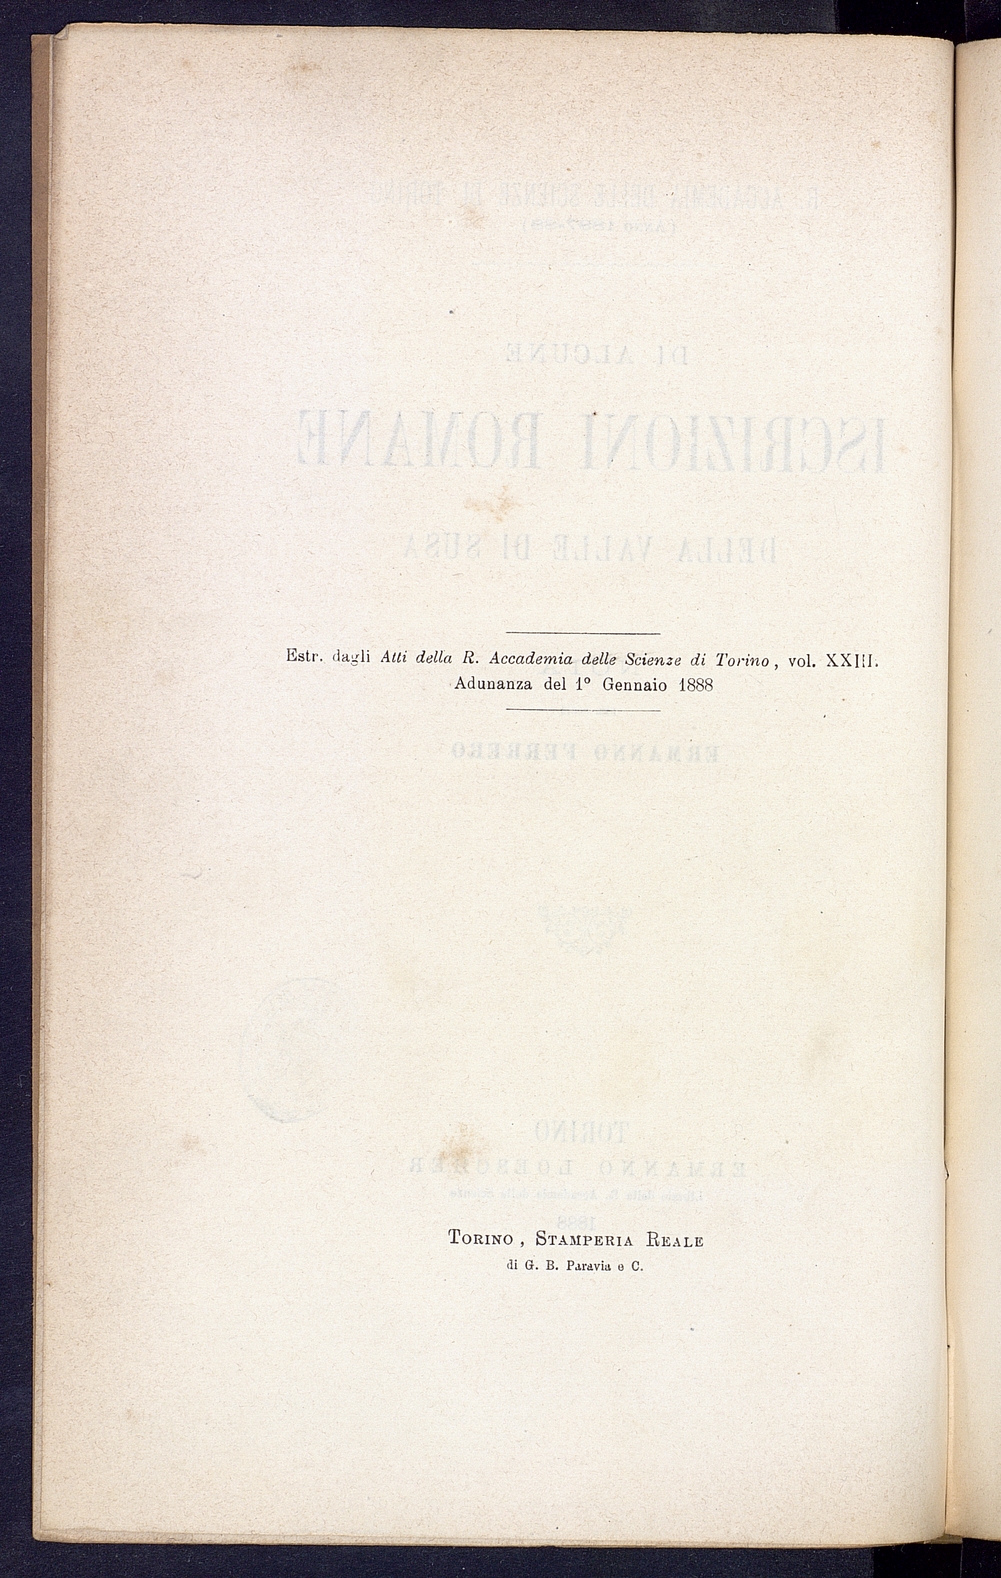 Estr. dagli Atti della R. Accademia delle Scienze di Torino, vol. XXIII.
Adunanza del 1° Gennaio 1888
TORINO, STAMPERIA REALE
di G. B. Paravia e C.